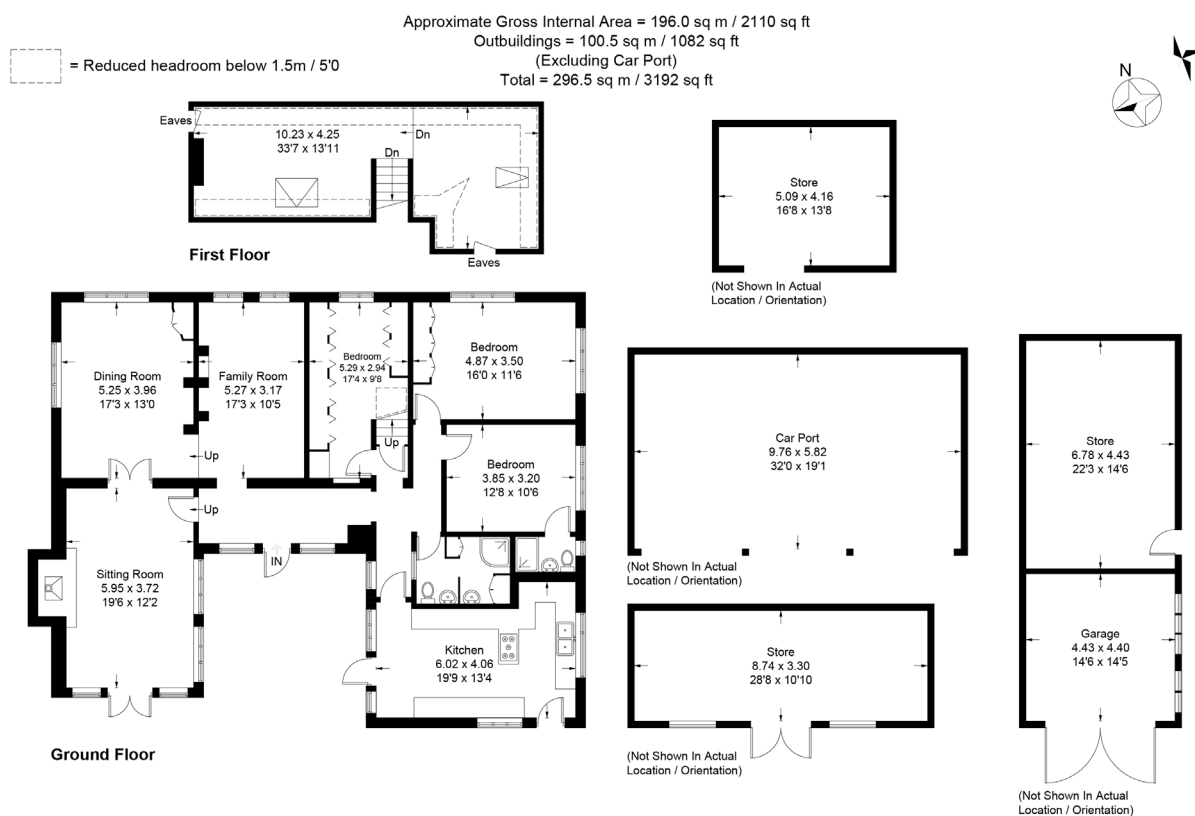 Approximate Gross Internal Area = 196.0 sq m / 2110 sq ft
Outbuildings = 100.5 sq m / 1082 sq ft
(Excluding Car Port)
Total = 296.5 sq m / 3192 sq ft
= Reduced headroom below 1.5m / 5'0
N
Eaves
10.23 x 4.25
33'7 x 13'11
Dn
Dn
Eaves
First Floor
Store
5.09 x 4.16
16'8 x 13'8
(Not Shown In Actual
Location / Orientation)
Dining Room
5.25 x 3.96
17'3 x 13'0
Family Room
5.27 x 3.17
17'3 x 10'5
Bedroom
5.29 x 2.94
17'4 x 9'8
Bedroom
4.87 x 3.50
16'0 x 11'6
Up
Up
Bedroom
3.85 x 3.20
12'8 x 10'6
Up
IN
Sitting Room
5.95 x 3.72
19'6 x 12'2
Kitchen
6.02 x 4.06
19'9 x 13'4
Ground Floor
Car Port
9.76 x 5.82
32'0 x 19'1
(Not Shown In Actual
Location / Orientation)
Store
8.74 x 3.30
28'8 x 10'10
(Not Shown In Actual
Location / Orientation)
Store
6.78 x 4.43
22'3 x 14'6
Garage
4.43 x 4.40
14'6 x 14'5
(Not Shown In Actual
Location / Orientation)